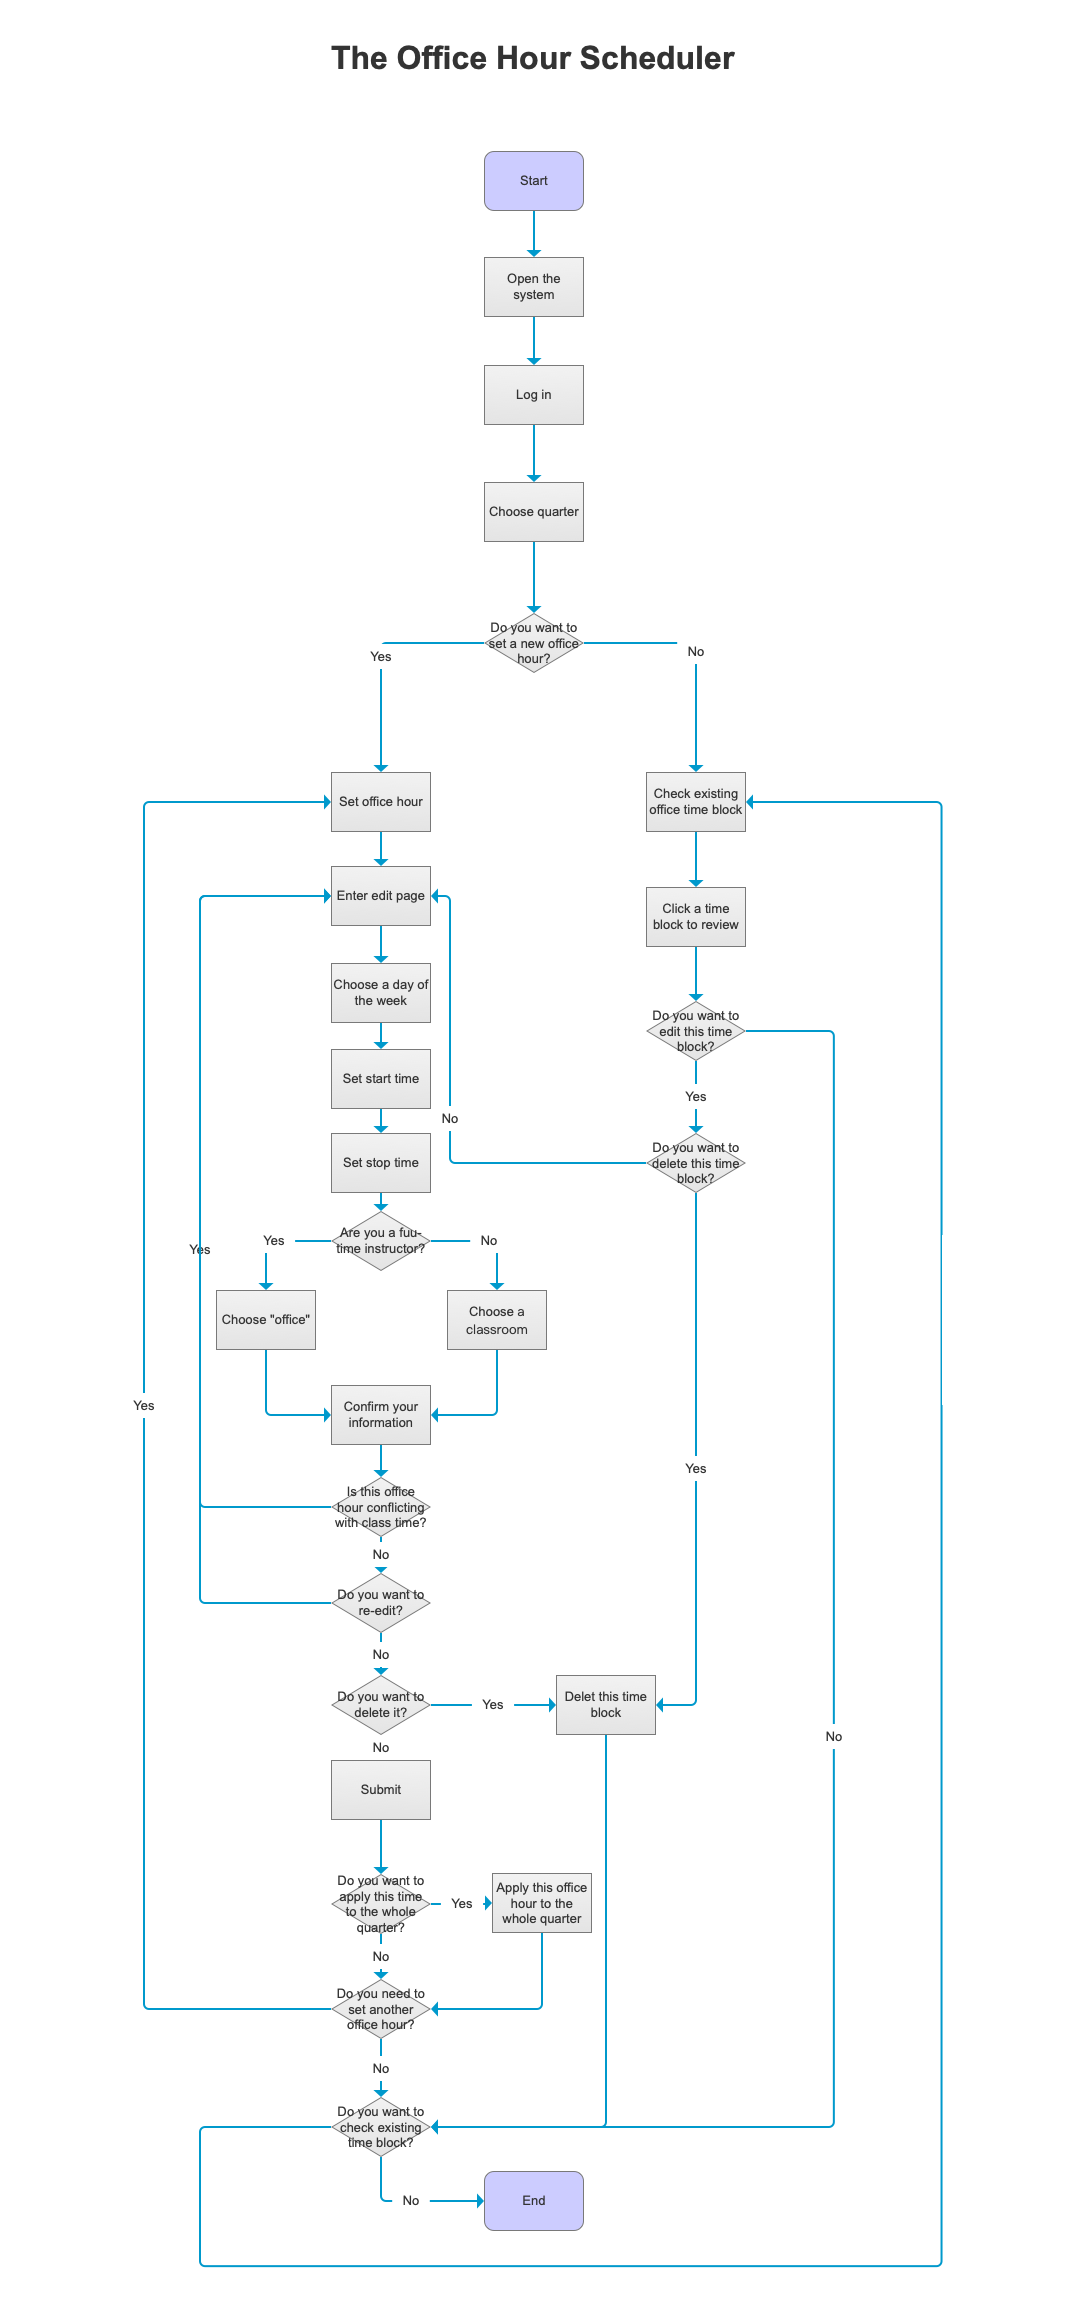 The Office Hour Scheduler
Start
Open the
system
Log in
Choose quarter
Do you want to
set a new office
hour?
Yes
No
Set office hour
Check existing
office time block
Enter edit page
Click a time
block to review
Choose a day of
the week
Do you want to
edit this time
block?
Set start time
Yes
No
Set stop time
Do you want to
delete this time
block?
Are you a fuu-
time instructor?
Yes
No
Yes
Choose "office"
Choose a
classroom
Yes
Confirm your
information
Yes
Is this office
hour conflicting
with class time?
No
Do you want to
re-edit?
No
Do you want to
delete it?
Yes
Delet this time
block
No
No
Submit
Do you want to
apply this time
to the whole
quarter?
Yes
Apply this office
hour to the
whole quarter
No
Do you need to
set another
office hour?
No
Do you want to
check existing
time block?
No
End